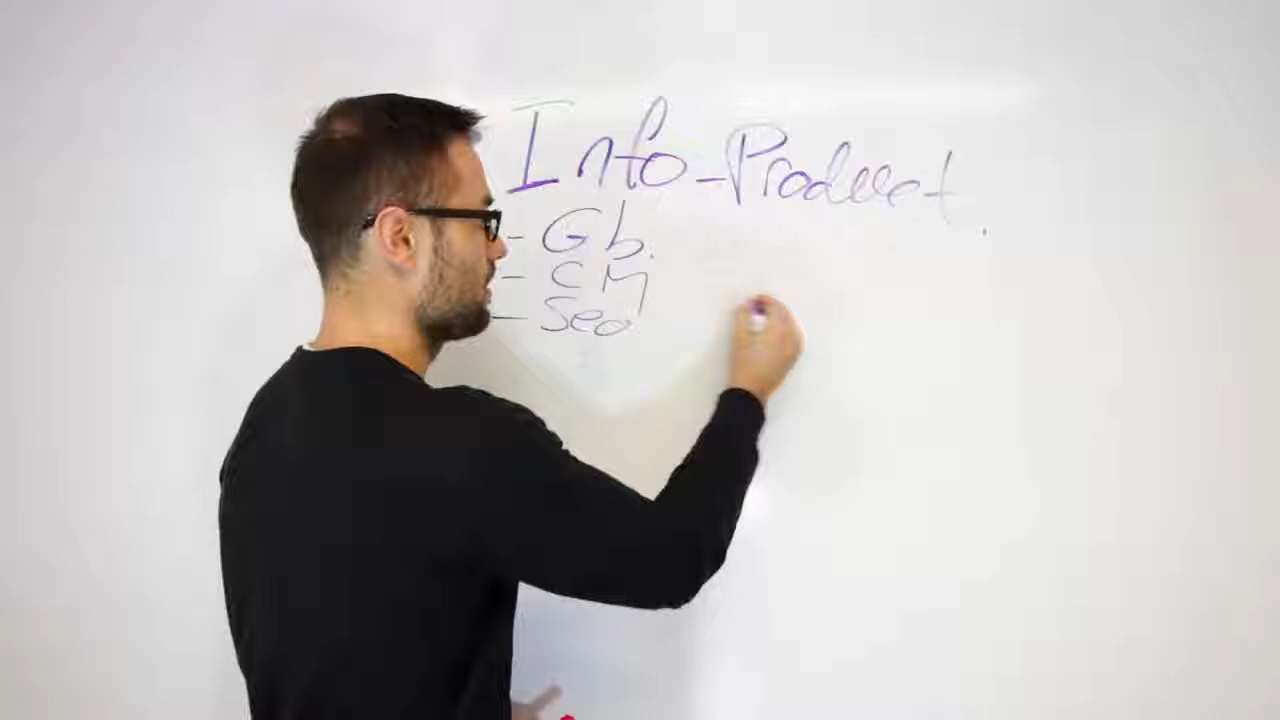 Info-Product.
- Gb.
- CM
- Seo